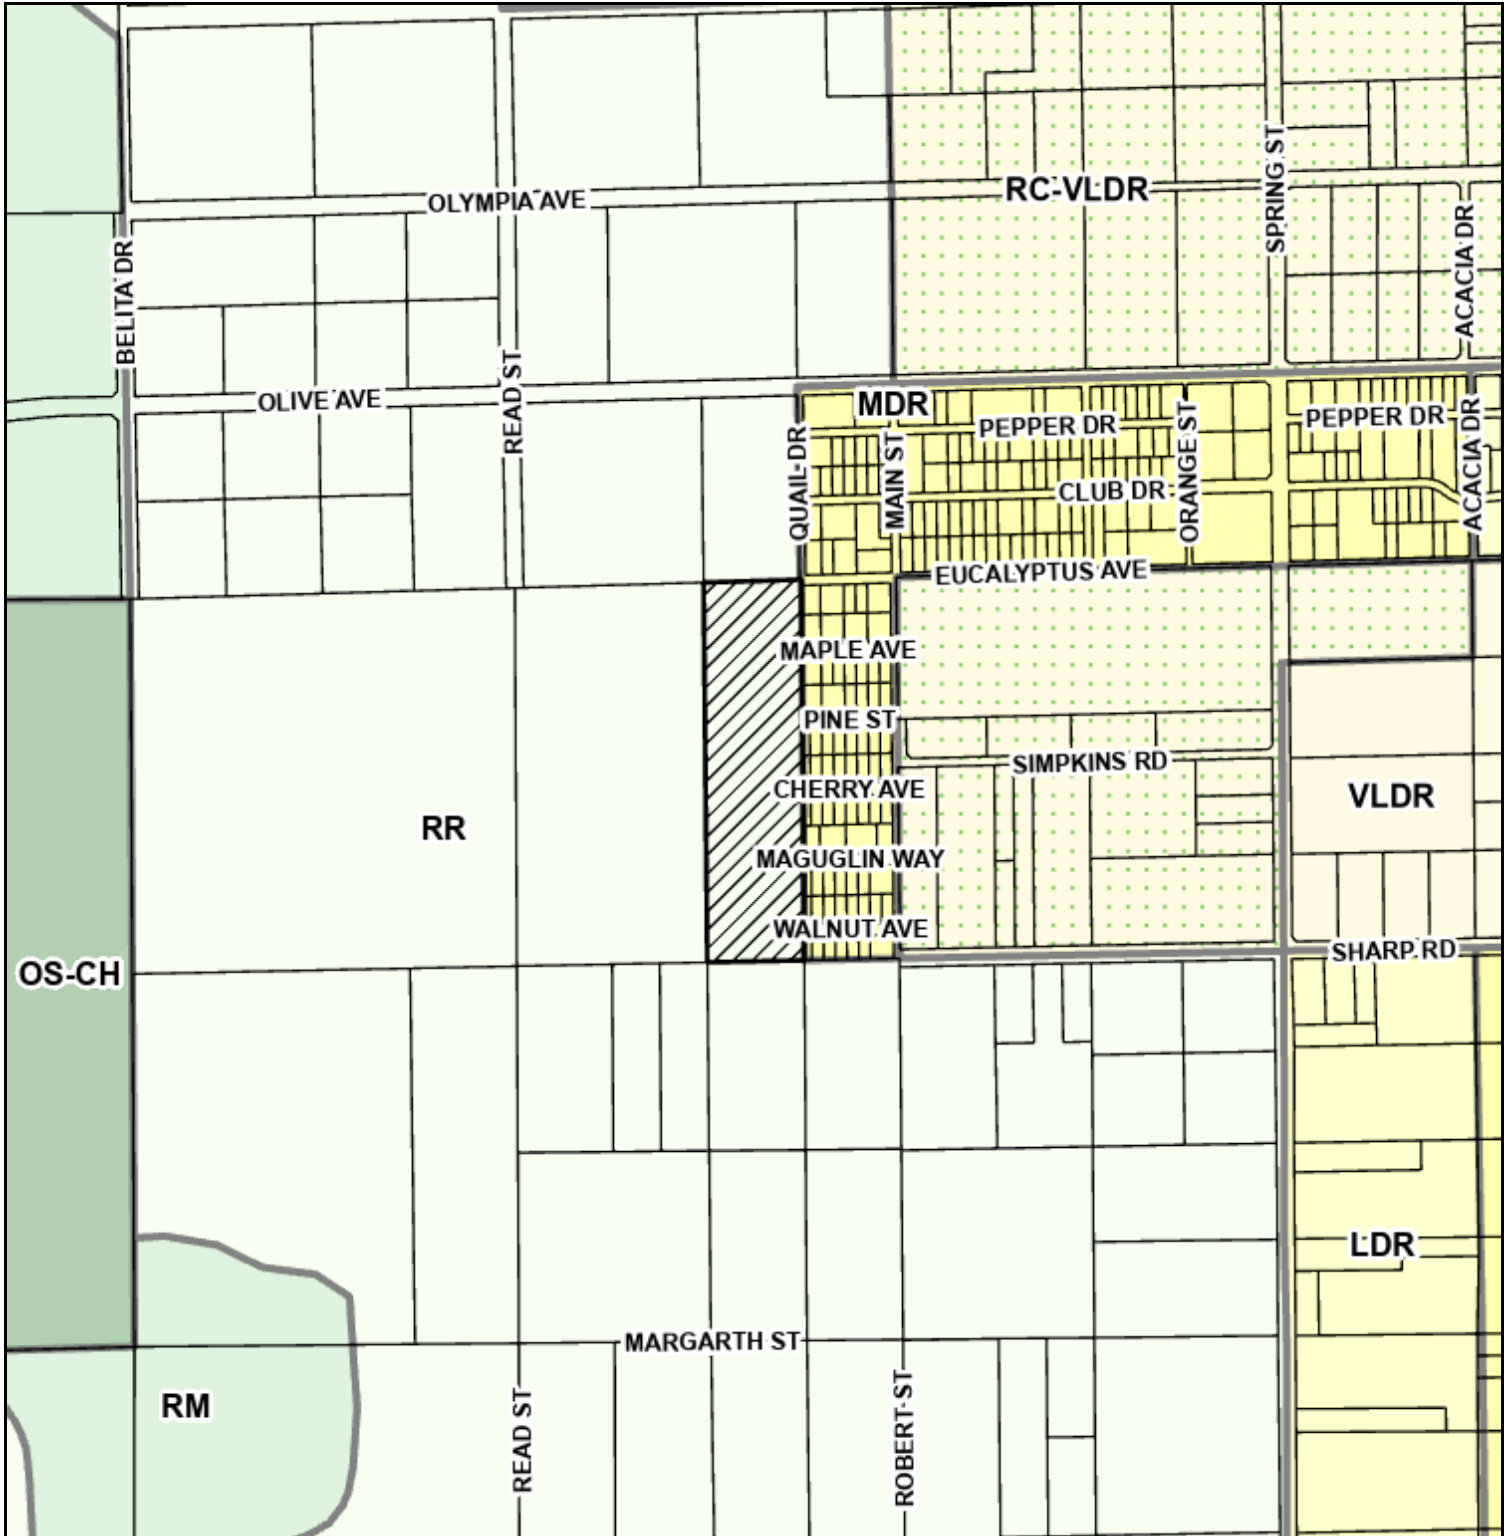 SPRING ST
RC-VLDR
OLYMPIA AVE
ACACIA DR
BELITA DR
READ ST
OLIVE AVE
MDR
PEPPER DR
PEPPER DR
QUAIL DR
MAIN ST
ORANGE ST
ACACIA DR
CLUB DR
EUCALYPTUS AVE
MAPLE AVE
PINE ST
SIMPKINS RD
CHERRY AVE
VLDR
RR
MAGUGLIN WAY
WALNUT AVE
SHARP RD
OS-CH
LDR
MARGARTH ST
RM
READ ST
ROBERT ST